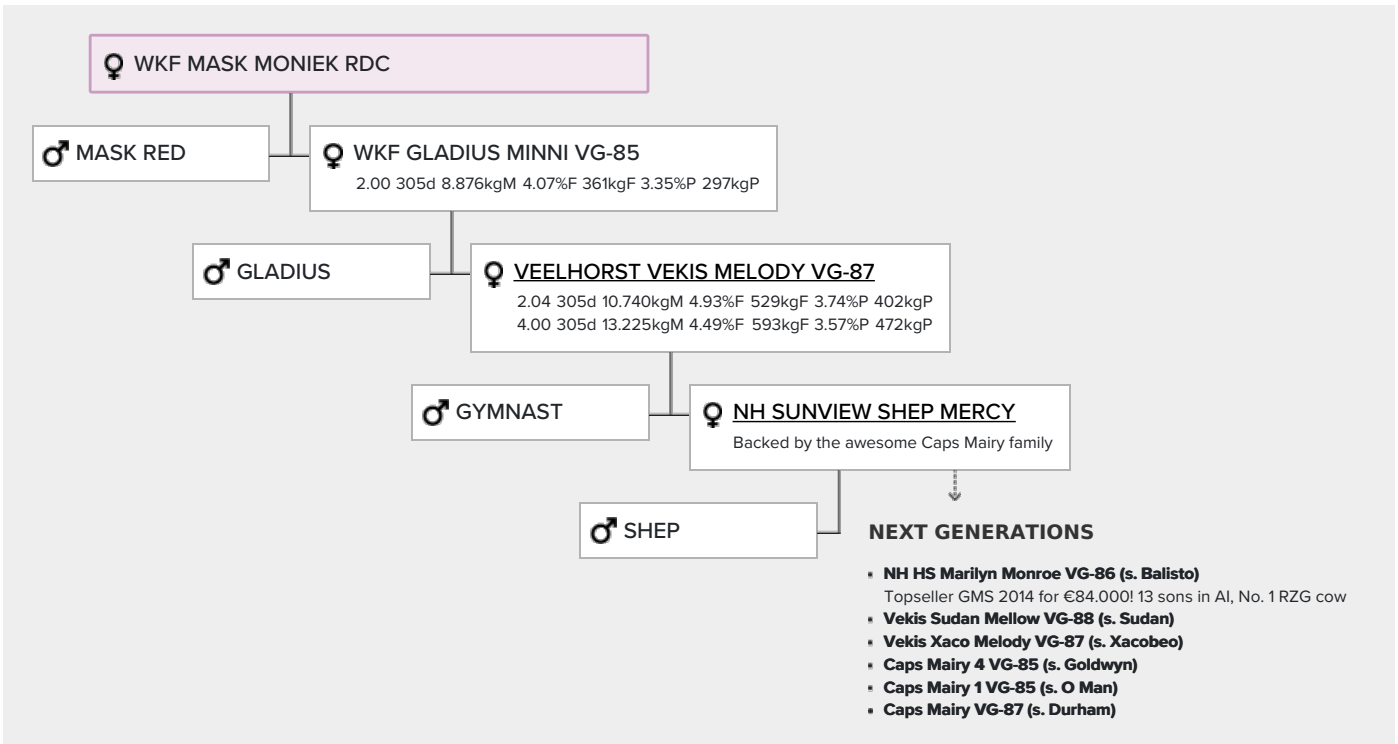 WKF MASK MONIEK RDC
MASK RED
WKF GLADIUS MINNI VG-85
2.00 305d 8.876kgM 4.07%F 361kgF 3.35%P 297kgP
GLADIUS
VEELHORST VEKIS MELODY VG-87
2.04 305d 10.740kgM 4.93%F 529kgF 3.74%P 402kgP
4.00 305d 13.225kgM 4.49%F 593kgF 3.57%P 472kgP
GYMNAST
NH SUNVIEW SHEP MERCY
Backed by the awesome Caps Mairy family
SHEP
NEXT GENERATIONS
NH HS Marilyn Monroe VG-86 (s. Balisto)
Topseller GMS 2014 for €84.000! 13 sons in AI, No. 1 RZG cow
Vekis Sudan Mellow VG-88 (s. Sudan)
Vekis Xaco Melody VG-87 (s. Xacobeo)
Caps Mairy 4 VG-85 (s. Goldwyn)
Caps Mairy 1 VG-85 (s. O Man)
Caps Mairy VG-87 (s. Durham)